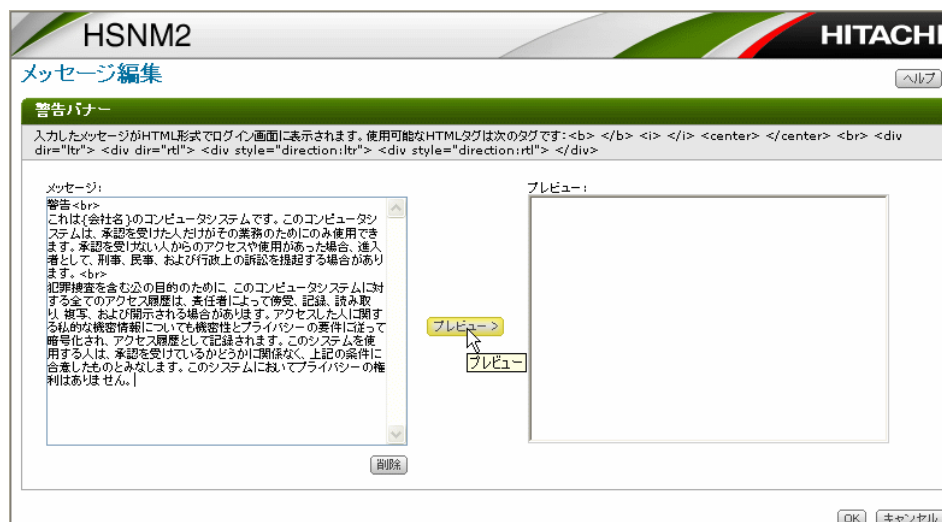 HSNM2
HITACHI
メッセージ編集
ヘルプ
警告バナー
入力したメッセージがHTML形式でログイン画面に表示されます。使用可能なHTMLタグは次のタグです:<b> </b> <i> </i> <center> </center> <br> <div
dir="ltr"> <div dir="rtl"> <div style="direction:ltr"> <div style="direction:rtl"> </div>
メッセージ:
プレビュー:
警告<br>
これは{会社名}のコンピュータシステムです。このコンピュータシ
ステムは、承認を受けた人だけがその業務のためにのみ使用でき
ます。承認を受けない人からのアクセスや使用があった場合、進入
者として、刑事、民事、および行政上の訴訟を提起する場合があり
ます。<br>
犯罪捜査を含む公の目的のために、このコンピュータシステムに対
する全てのアクセス履歴は、責任者によって傍受、記録、読み取
り、複写、および開示される場合があります。アクセスした人に関す
る私的な機密情報についても機密性とプライバシーの要件に従って
暗号化され、アクセス履歴として記録されます。このシステムを使
用する人は、承認を受けているかどうかに関係なく、上記の条件に
合意したものとみなします。このシステムにおいてプライバシーの権
利はありません。
プレビュー >
プレビュー
削除
OK
キャンセル